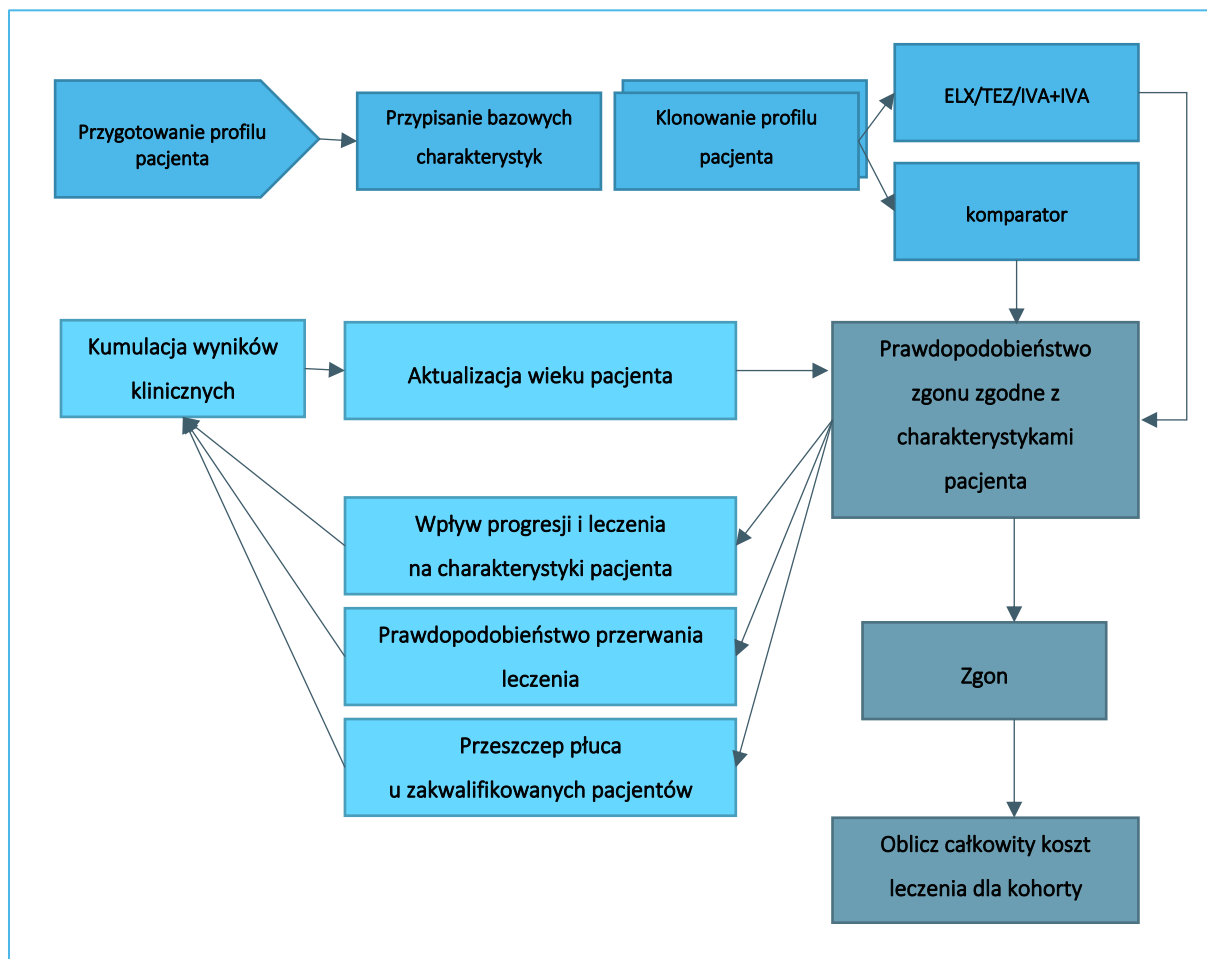 Przygotowanie profilu
pacjenta
Przypisanie bazowych
charakterystyk
Klonowanie profilu
pacjenta
ELX/TEZ/IVA+IVA
komparator
Kumulacja wyników
klinicznych
Aktualizacja wieku pacjenta
Prawdopodobieństwo
zgonu zgodne z
charakterystykami
pacjenta
Wpływ progresji i leczenia
na charakterystyki pacjenta
Prawdopodobieństwo przerwania
leczenia
Przeszczep płuca
u zakwalifikowanych pacjentów
Zgon
Oblicz całkowity koszt
leczenia dla kohorty